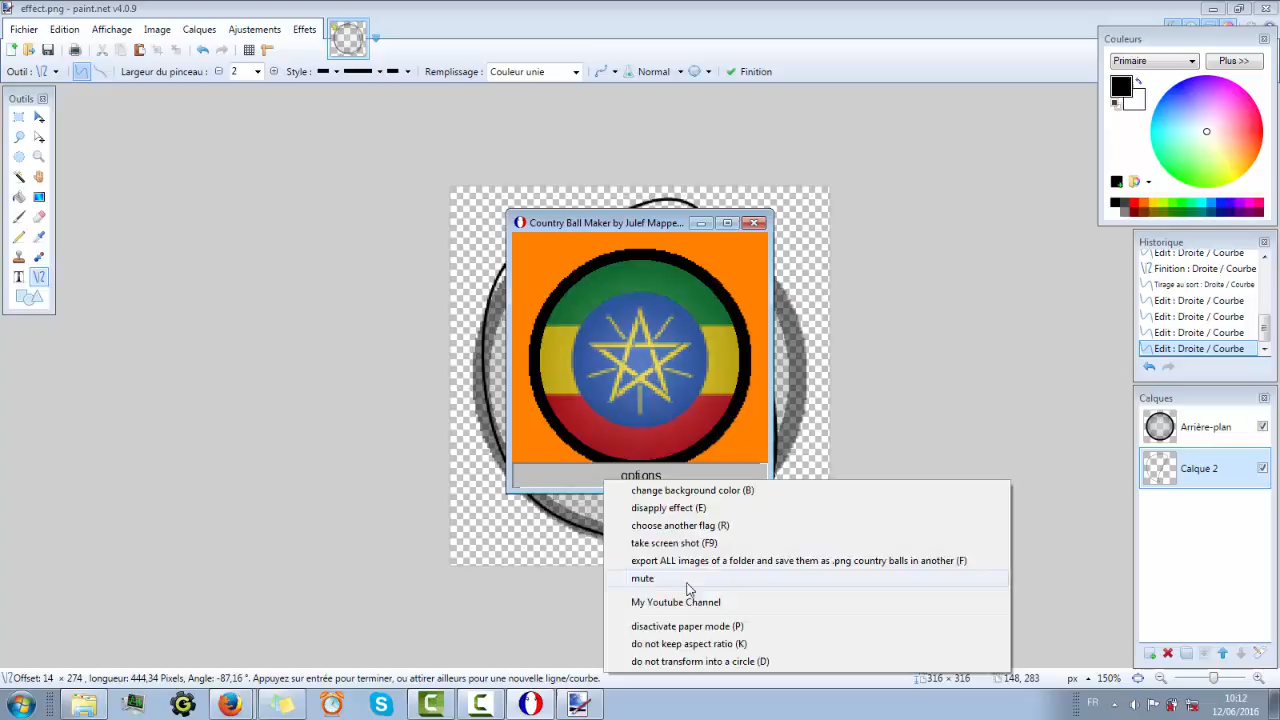 effect.png - paint.net v4.0.9
Fichier Edition Affichage Image Calques Ajustements Effets
Outil : Largeur du pinceau : 2 Style : Remplissage : Couleur unie Normal Finition
Outils
Couleurs
Primaire Plus >>
Country Ball Maker by Julef Mappe...
options
change background color (B)
disapply effect (E)
choose another flag (R)
take screen shot (F9)
export ALL images of a folder and save them as .png country balls in another (F)
mute
My Youtube Channel
disactivate paper mode (P)
do not keep aspect ratio (K)
do not transform into a circle (D)
Historique
Edit : Droite / Courbe
Finition : Droite / Courbe
Tirage au sort : Droite / Courbe
Edit : Droite / Courbe
Edit : Droite / Courbe
Edit : Droite / Courbe
Edit : Droite / Courbe
Calques
Arrière-plan
Calque 2
Offset: 14 × 274, longueur: 444,34 Pixels, Angle: -87,16 °. Appuyez sur entrée pour terminer, ou attirer ailleurs pour une nouvelle ligne/courbe.
316 × 316 148, 283 px 150%
FR 10:12
12/06/2016